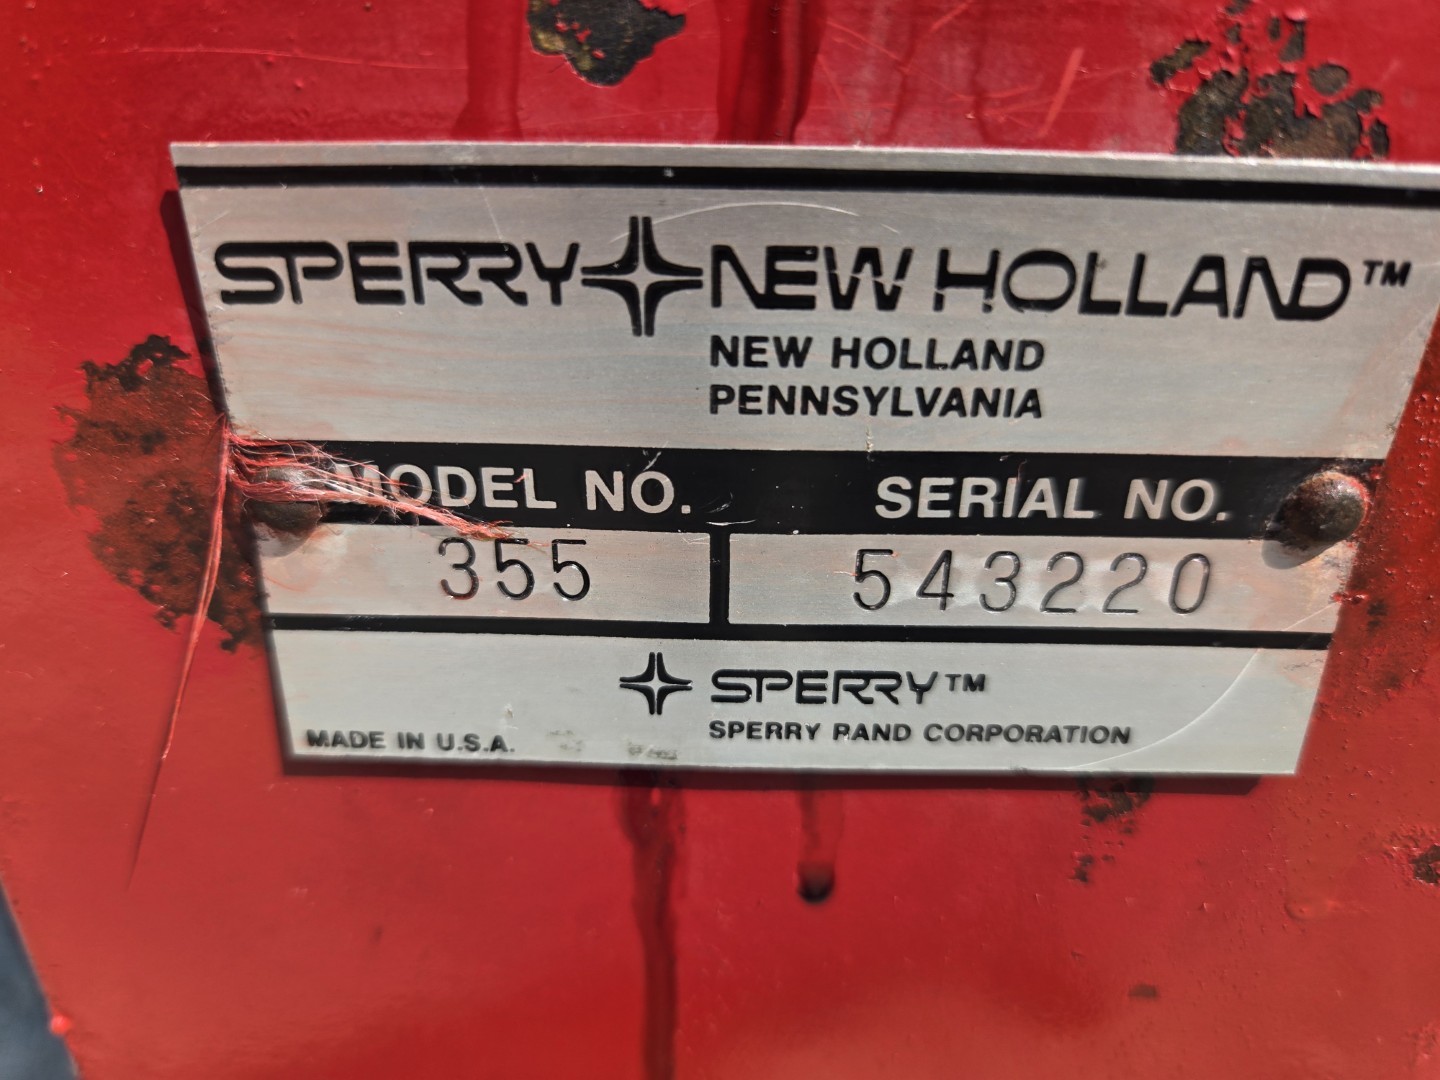 SPERRY NEW HOLLAND™
NEW HOLLAND
PENNSYLVANIA
MODEL NO. SERIAL NO.
355 543220
SPERRY™
SPERRY RAND CORPORATION
MADE IN U.S.A.